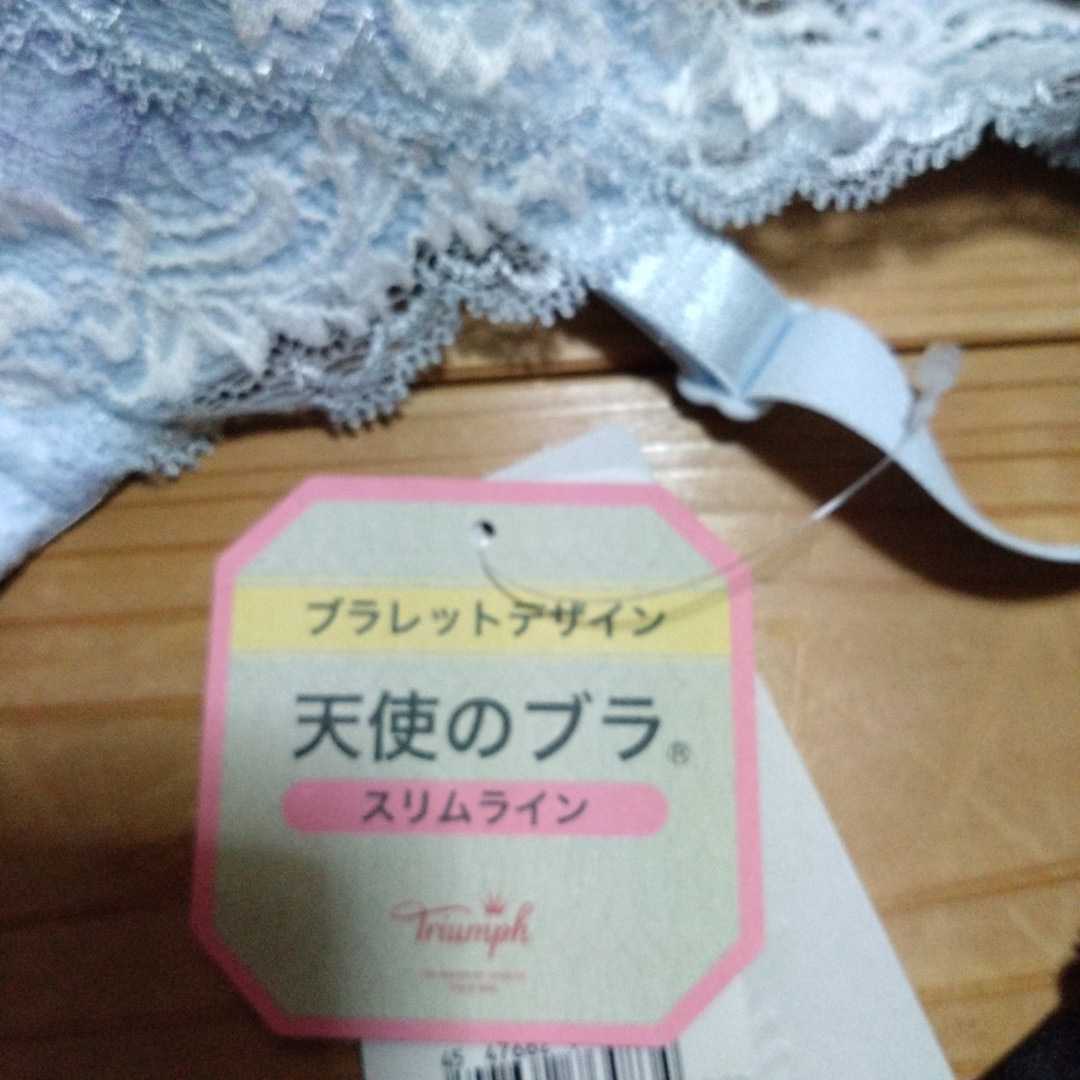 ブラレットデザイン
天使のブラ®
スリムライン
Triumph